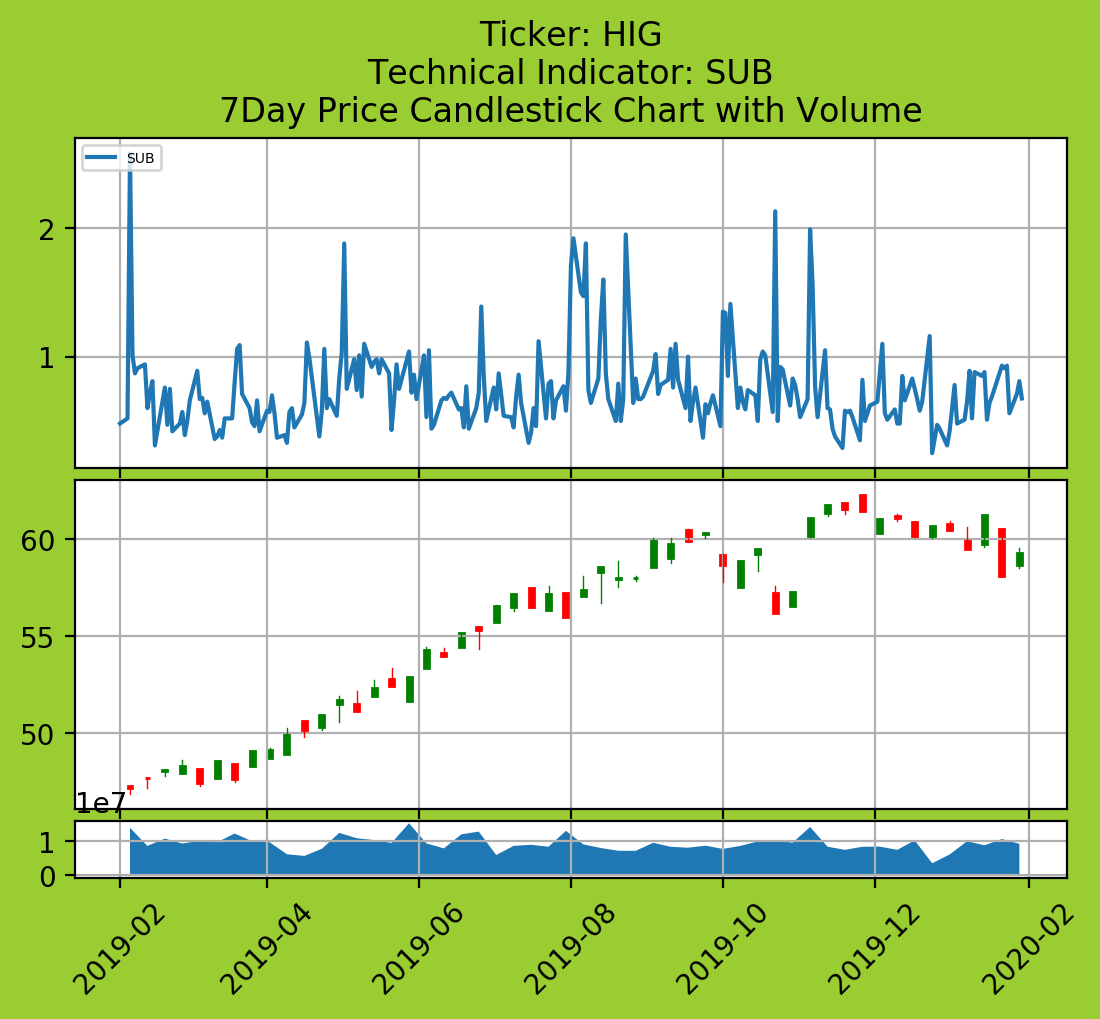 Ticker: HIG
Technical Indicator: SUB
7Day Price Candlestick Chart with Volume
SUB
2
1
60
55
50
1e7
1
0
2019-02
2019-04
2019-06
2019-08
2019-10
2019-12
2020-02